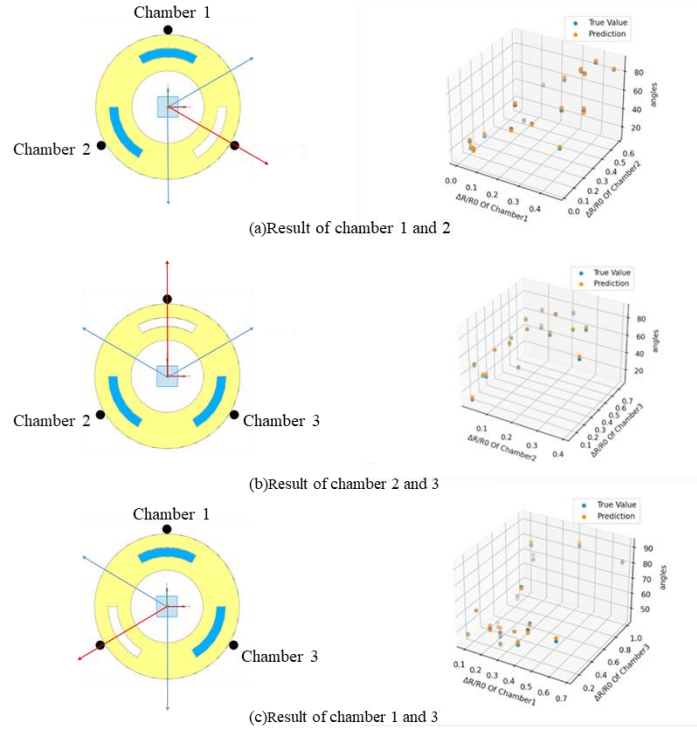 Chamber 1
Chamber 2
True Value
Prediction
80
60
40
20
angles
0.0
0.1
0.2
0.3
0.4
ΔR/R0 Of Chamber1
0.0
0.1
0.2
0.3
0.4
0.5
0.6
ΔR/R0 Of Chamber2
(a)Result of chamber 1 and 2
Chamber 2
Chamber 3
True Value
Prediction
80
60
40
20
angles
0.1
0.2
0.3
0.4
ΔR/R0 Of Chamber2
0.1
0.2
0.3
0.4
0.5
0.6
0.7
ΔR/R0 Of Chamber3
(b)Result of chamber 2 and 3
Chamber 1
Chamber 3
True Value
Prediction
90
80
70
60
50
angles
0.1
0.2
0.3
0.4
0.5
0.6
0.7
ΔR/R0 Of Chamber1
0.2
0.4
0.6
0.8
1.0
ΔR/R0 Of Chamber3
(c)Result of chamber 1 and 3